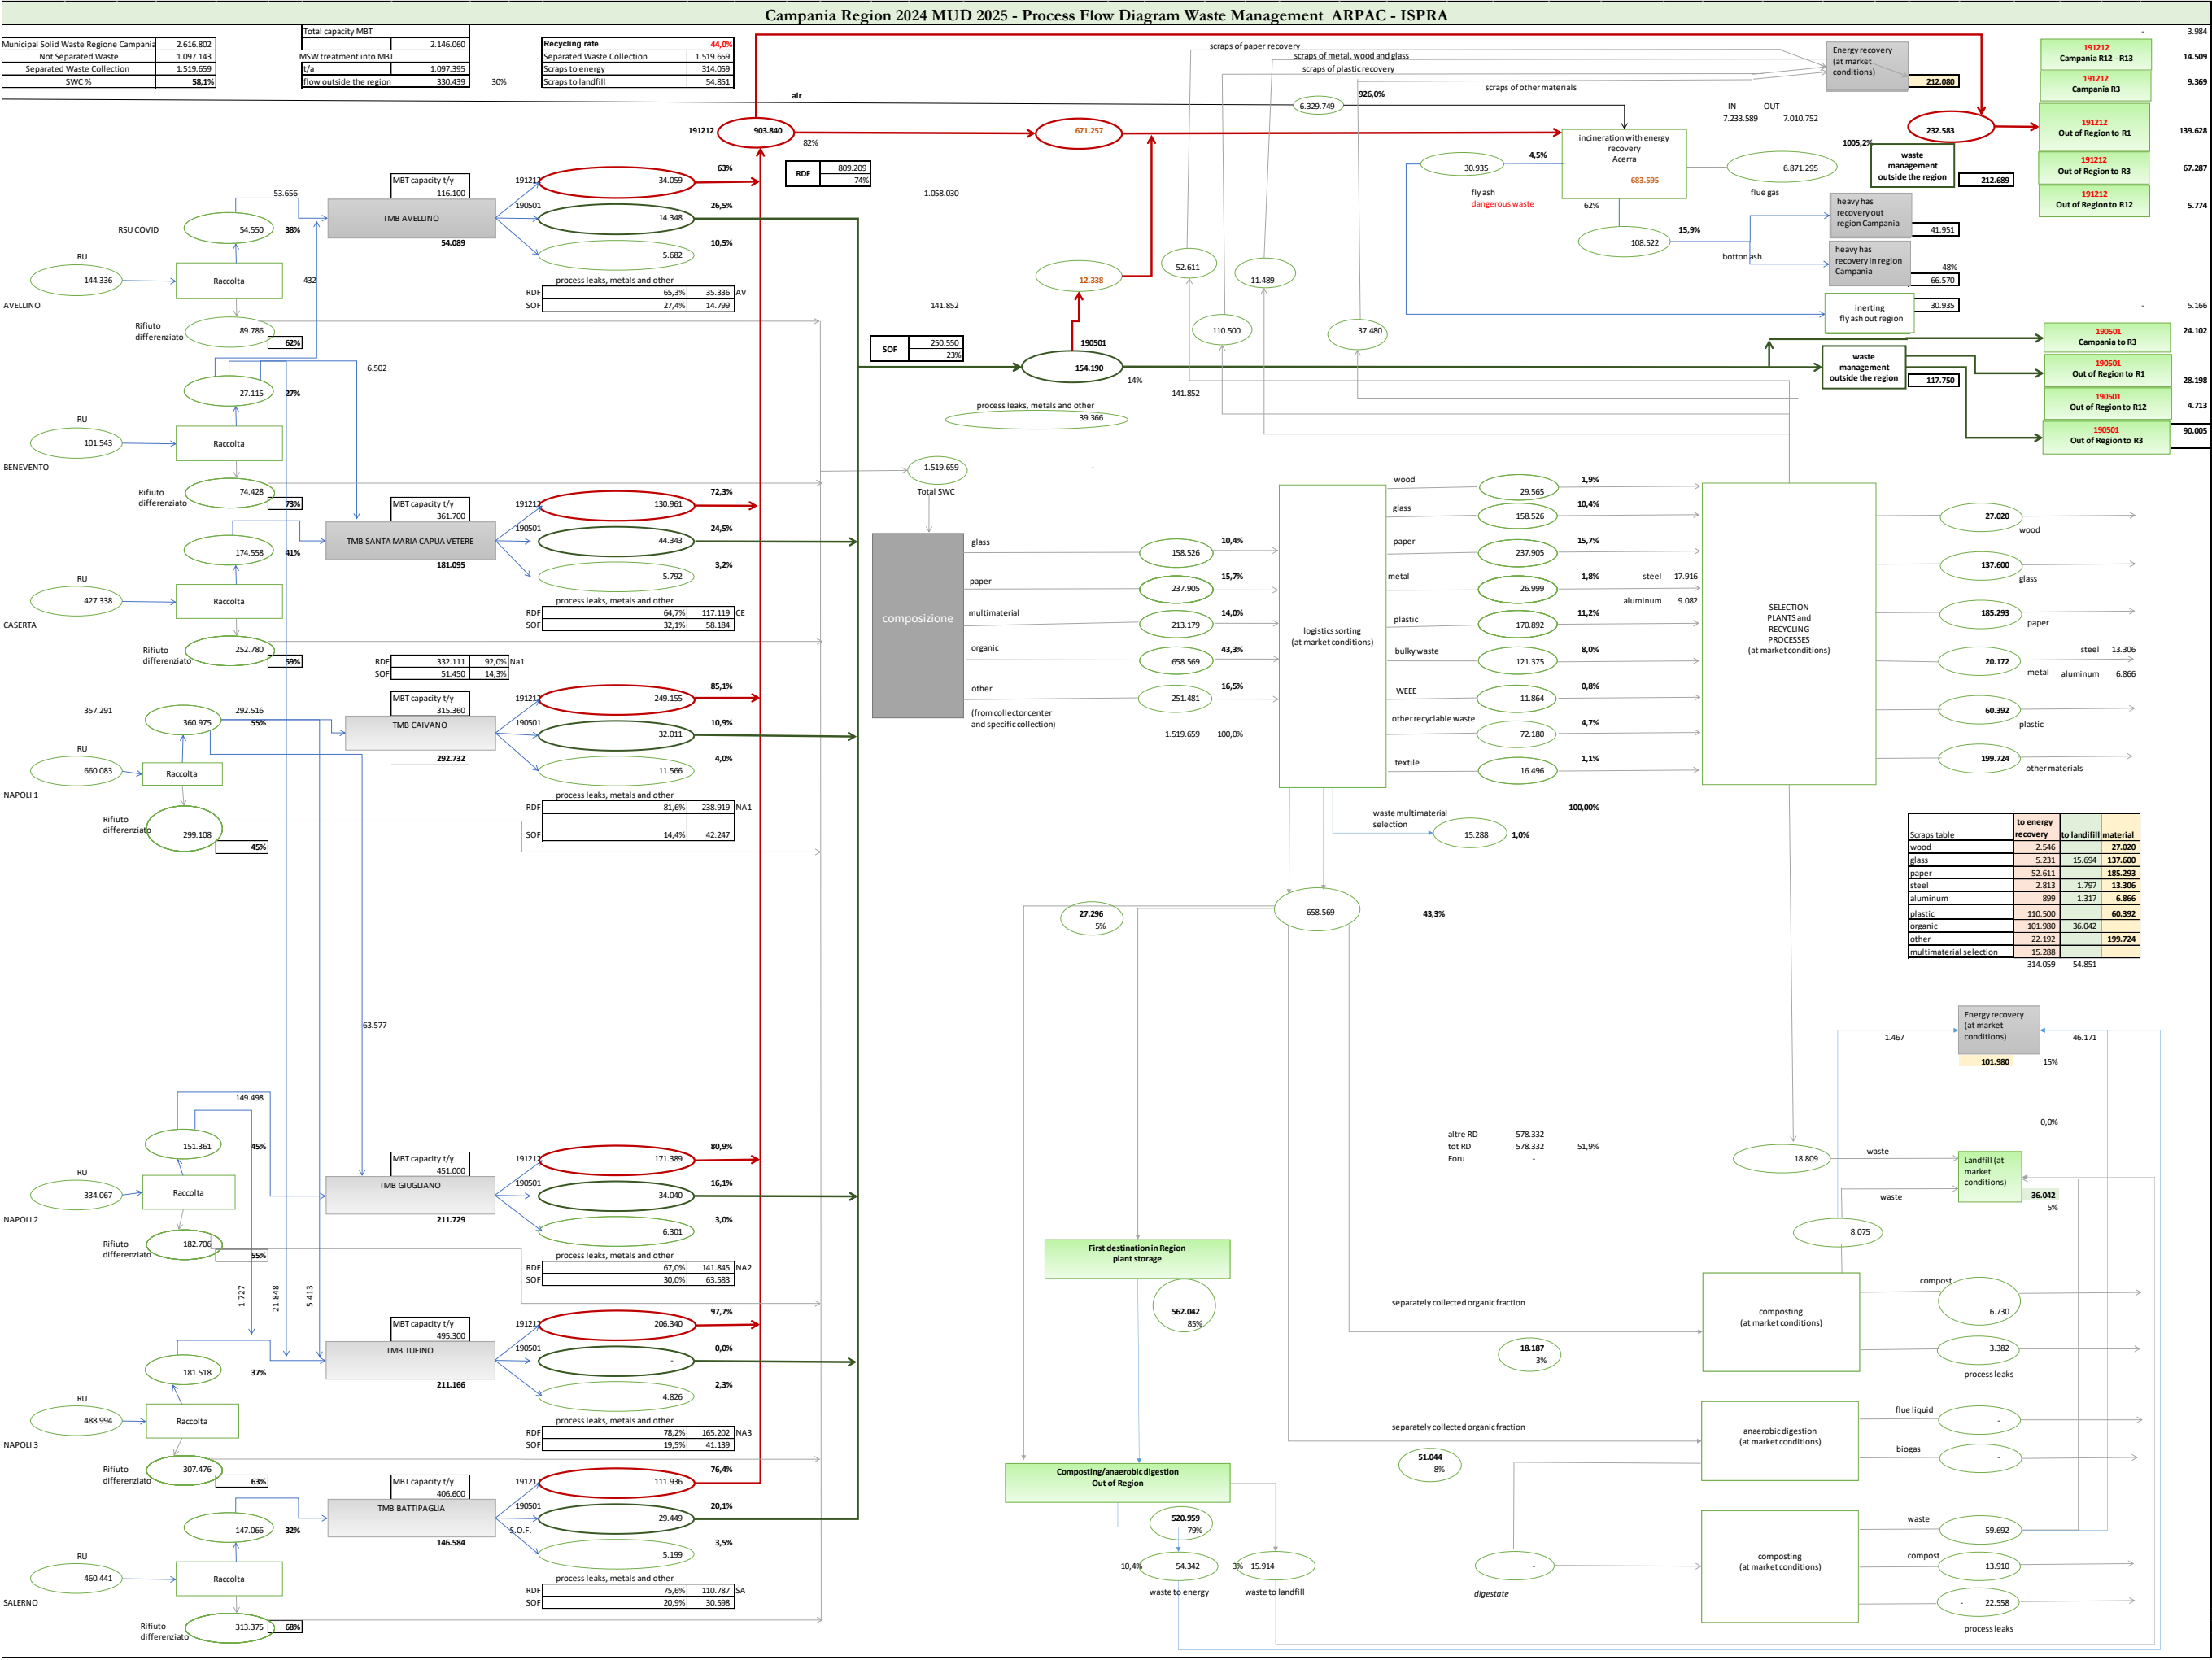 Campania Region 2024 MUD 2025 - Process Flow Diagram Waste Management ARPAC - ISPRA
Municipal Solid Waste Regione Campania 2.616.802
Not Separated Waste 1.097.143
Separated Waste Collection 1.519.659
SWC % 58,1%
Total capacity MBT
2.146.060
MSW treatment into MBT
t/a 1.097.395
flow outside the region 330.439 30%
Recycling rate 44,0%
Separated Waste Collection 1.519.659
Scraps to energy 314.059
Scraps to landfill 54.851
scraps of paper recovery
scraps of metal, wood and glass
scraps of plastic recovery
scraps of other materials
Energy recovery
(at market
conditions)
212.080
- 3.984
191212
Campania R12 - R13
14.509
191212
Campania R3
9.369
191212
Out of Region to R1
139.628
191212
Out of Region to R3
67.287
191212
Out of Region to R12
5.774
air
6.329.749
926,0%
IN OUT
7.233.589 7.010.752
191212 903.840
82%
671.257
232.583
1005,2%
waste
management
outside the region
212.689
incineration with energy
recovery
Acerra
683.595
62%
30.935
4,5%
fly ash
dangerous waste
6.871.295
flue gas
108.522
15,9%
botton ash
heavy has
recovery out
region Campania
41.951
heavy has
recovery in region
Campania
48%
66.570
inerting
fly ash out region
30.935
RDF 809.209
74%
1.058.030
141.852
SOF 250.550
23%
12.338
190501
154.190
14%
141.852
process leaks, metals and other
39.366
52.611
11.489
110.500
37.480
waste
management
outside the region
117.750
- 5.166
190501
Campania to R3
24.102
190501
Out of Region to R1
28.198
190501
Out of Region to R12
4.713
190501
Out of Region to R3
90.005
53.656
RSU COVID
54.550
38%
RU
144.336
Raccolta
432
AVELLINO
Rifiuto
differenziato
89.786
62%
MBT capacity t/y
116.100
TMB AVELLINO
54.089
191212
34.059
63%
190501
14.348
26,5%
5.682
10,5%
process leaks, metals and other
RDF 65,3% 35.336 AV
SOF 27,4% 14.799
6.502
27.115
27%
RU
101.543
Raccolta
BENEVENTO
Rifiuto
differenziato
74.428
73%
MBT capacity t/y
361.700
TMB SANTA MARIA CAPUA VETERE
181.095
174.558
41%
RU
427.338
Raccolta
CASERTA
Rifiuto
differenziato
252.780
59%
191212
130.961
72,3%
190501
44.343
24,5%
5.792
3,2%
process leaks, metals and other
RDF 64,7% 117.119 CE
SOF 32,1% 58.184
RDF 332.111 92,0% Na1
SOF 51.450 14,3%
MBT capacity t/y
315.360
TMB CAIVANO
292.732
357.291
360.975
292.516
55%
RU
660.083
Raccolta
NAPOLI 1
Rifiuto
differenziato
299.108
45%
191212
249.155
85,1%
190501
32.011
10,9%
11.566
4,0%
process leaks, metals and other
RDF 81,6% 238.919 NA1
SOF 14,4% 42.247
63.577
149.498
151.361
45%
RU
334.067
Raccolta
NAPOLI 2
Rifiuto
differenziato
182.706
55%
MBT capacity t/y
451.000
TMB GIUGLIANO
211.729
191212
171.389
80,9%
190501
34.040
16,1%
6.301
3,0%
process leaks, metals and other
RDF 67,0% 141.845 NA2
SOF 30,0% 63.583
1.727
21.848
5.413
MBT capacity t/y
495.300
TMB TUFINO
211.166
181.518
37%
RU
488.994
Raccolta
NAPOLI 3
Rifiuto
differenziato
307.476
63%
191212
206.340
97,7%
190501
-
0,0%
4.826
2,3%
process leaks, metals and other
RDF 78,2% 165.202 NA3
SOF 19,5% 41.139
MBT capacity t/y
406.600
TMB BATTIPAGLIA
146.584
147.066
32%
RU
460.441
Raccolta
SALERNO
Rifiuto
differenziato
313.375
68%
191212
111.936
76,4%
190501
S.O.F.
29.449
20,1%
5.199
3,5%
process leaks, metals and other
RDF 75,6% 110.787 SA
SOF 20,9% 30.598
1.519.659
Total SWC
-
composizione
glass 158.526 10,4%
paper 237.905 15,7%
multimaterial 213.179 14,0%
organic 658.569 43,3%
other 251.481 16,5%
(from collector center
and specific collection)
1.519.659 100,0%
logistics sorting
(at market conditions)
wood 29.565 1,9%
glass 158.526 10,4%
paper 237.905 15,7%
metal 26.999 1,8% steel 17.916
aluminum 9.082
plastic 170.892 11,2%
bulky waste 121.375 8,0%
WEEE 11.864 0,8%
other recyclable waste 72.180 4,7%
textile 16.496 1,1%
100,00%
waste multimaterial
selection
15.288 1,0%
SELECTION
PLANTS and
RECYCLING
PROCESSES
(at market conditions)
27.020
wood
137.600
glass
185.293
paper
20.172
steel 13.306
metal aluminum 6.866
60.392
plastic
199.724
other materials
Scraps table to energy recovery to landfill material
wood 2.546 27.020
glass 5.231 15.694 137.600
paper 52.611 185.293
steel 2.813 1.797 13.306
aluminum 899 1.317 6.866
plastic 110.500 60.392
organic 101.980 36.042
other 22.192 199.724
multimaterial selection 15.288
314.059 54.851
27.296
5%
658.569
43,3%
Energy recovery
(at market
conditions)
1.467
46.171
101.980 15%
0,0%
altre RD 578.332
tot RD 578.332 51,9%
Foru -
18.809
waste
Landfill (at
market
conditions)
36.042
5%
waste
8.075
First destination in Region
plant storage
562.042
85%
separately collected organic fraction
18.187
3%
composting
(at market conditions)
compost
6.730
3.382
process leaks
separately collected organic fraction
51.044
8%
anaerobic digestion
(at market conditions)
flue liquid
-
biogas
-
Composting/anaerobic digestion
Out of Region
520.959
79%
10,4% 54.342
waste to energy
3% 15.914
waste to landfill
-
digestate
composting
(at market conditions)
waste
59.692
compost
13.910
- 22.558
process leaks